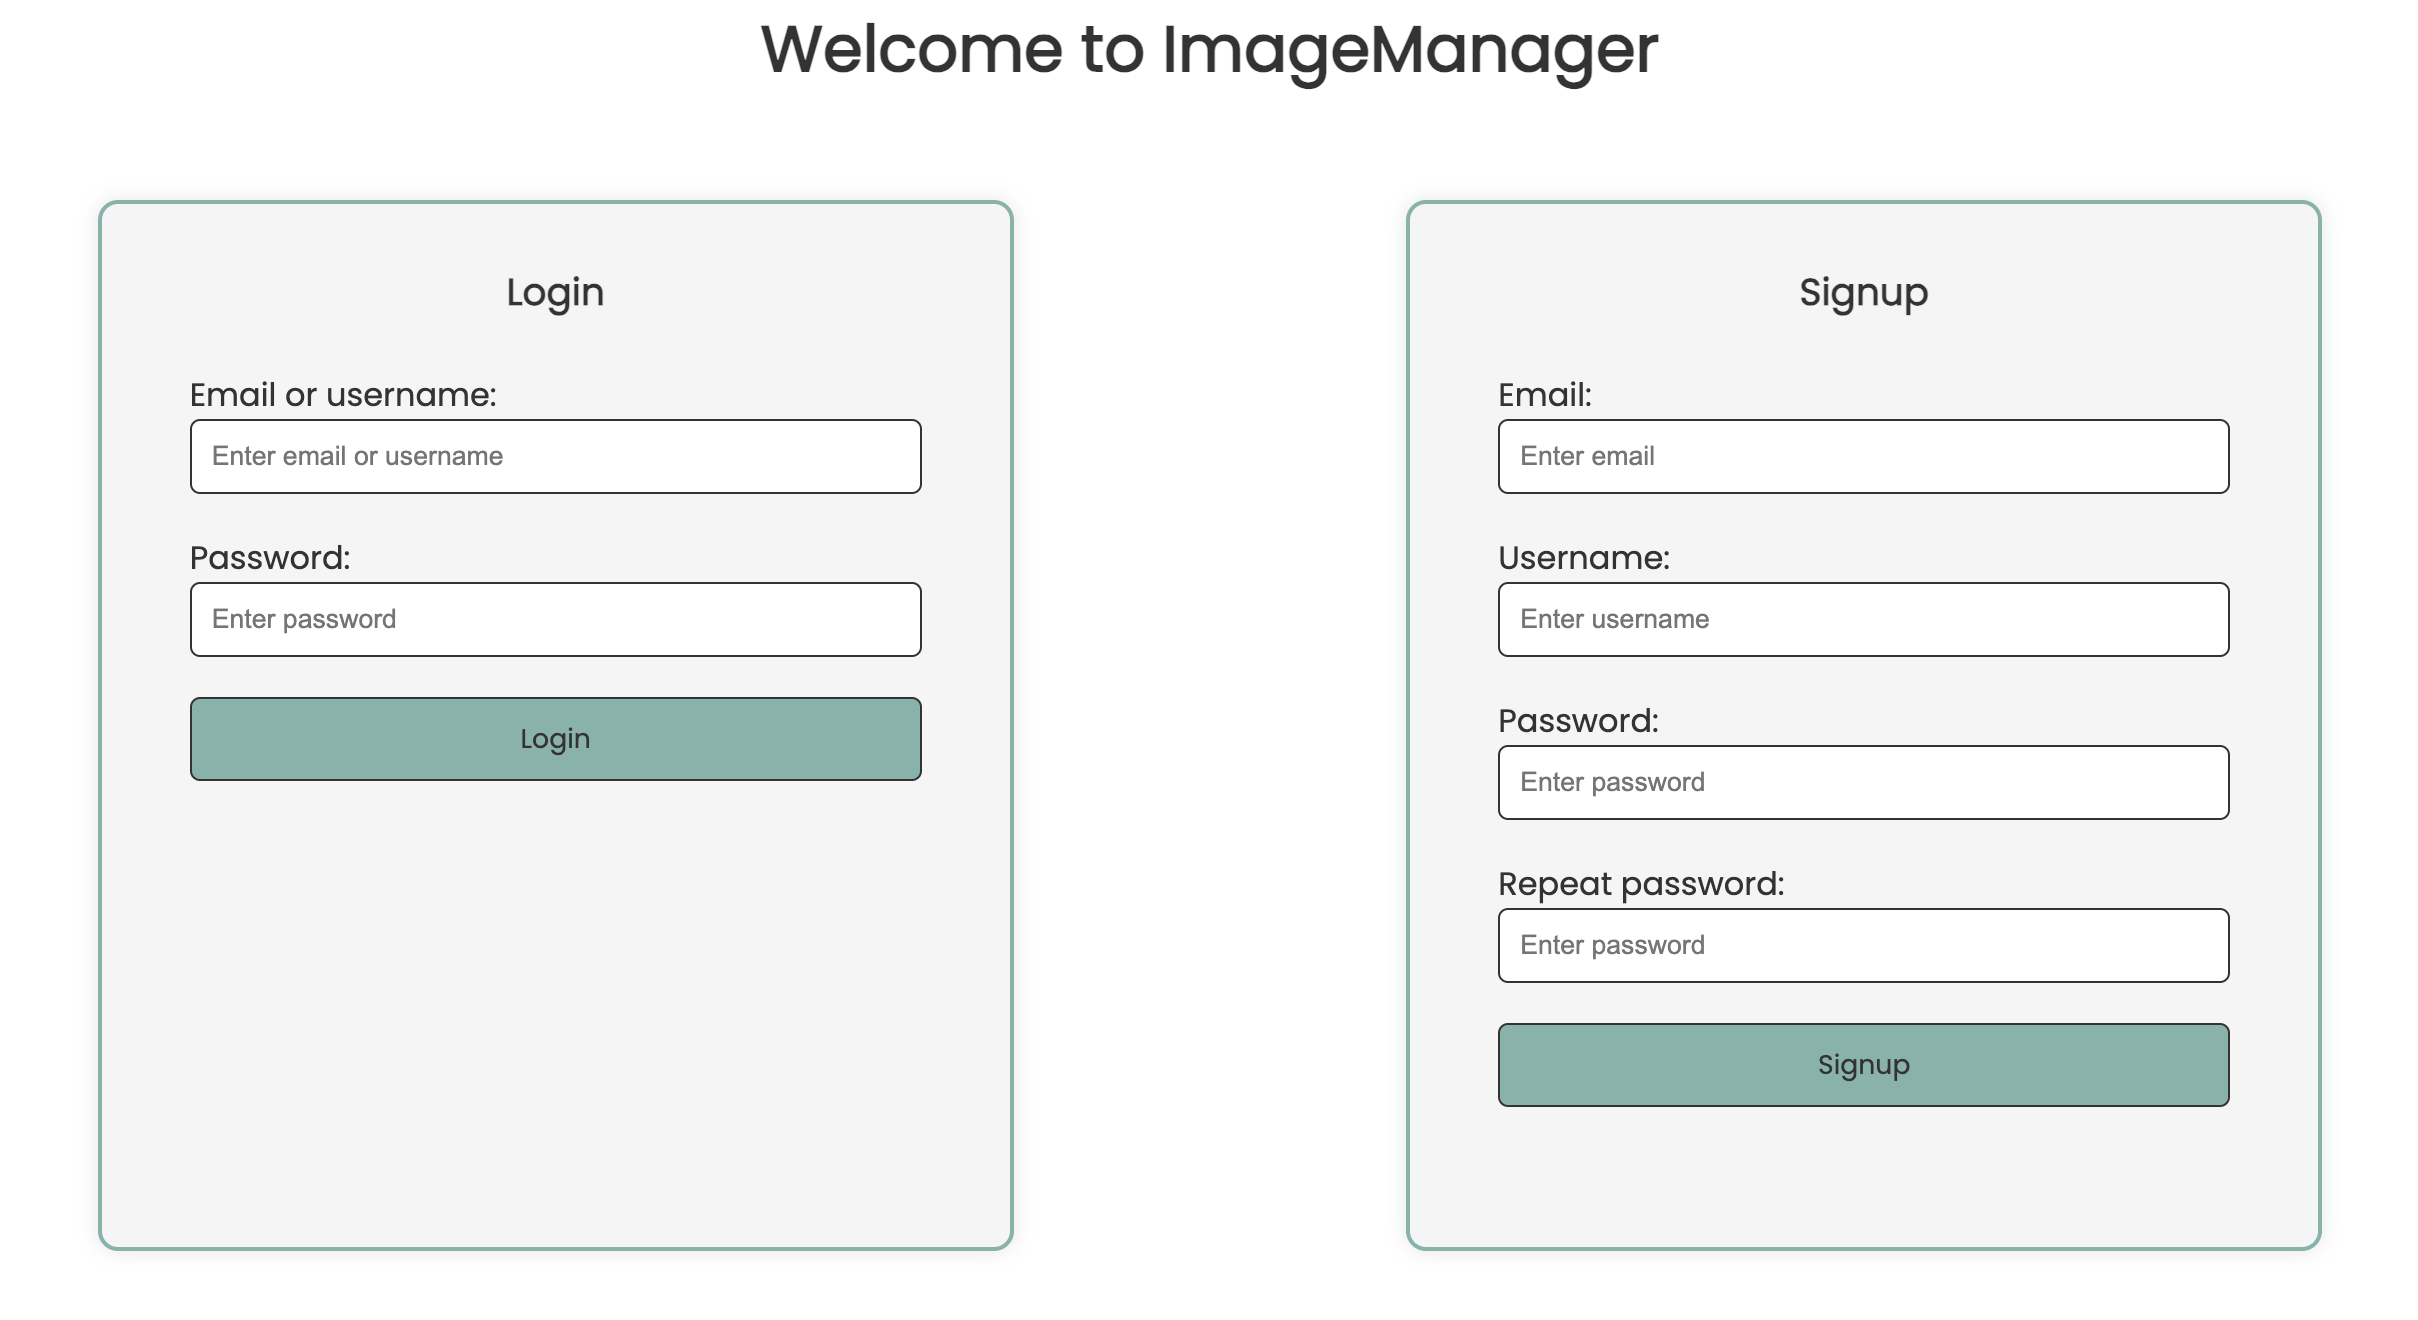 Welcome to ImageManager
Login
Email or username:
Enter email or username
Password:
Enter password
Login
Signup
Email:
Enter email
Username:
Enter username
Password:
Enter password
Repeat password:
Enter password
Signup